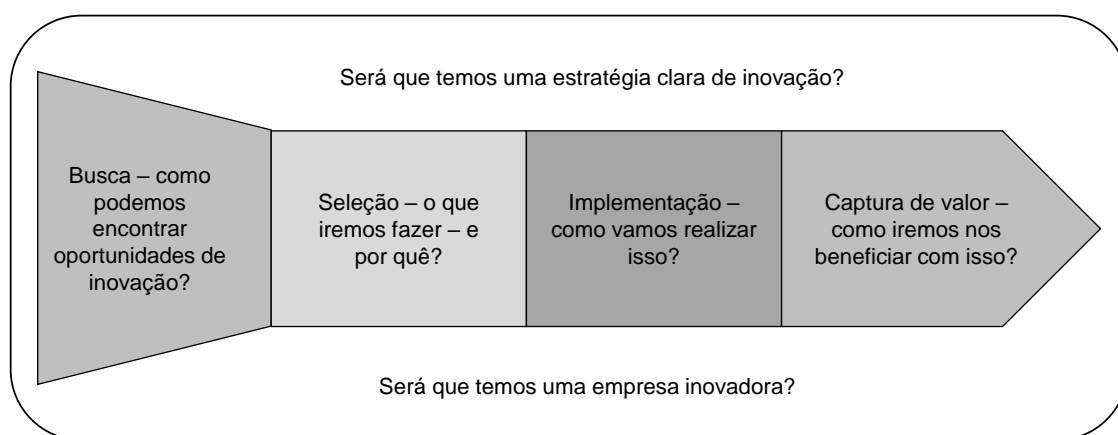 Será que temos uma estratégia clara de inovação?
Busca – como
podemos
encontrar
oportunidades de
inovação?
Seleção – o que
iremos fazer – e
por quê?
Implementação –
como vamos realizar
isso?
Captura de valor –
como iremos nos
beneficiar com isso?
Será que temos uma empresa inovadora?